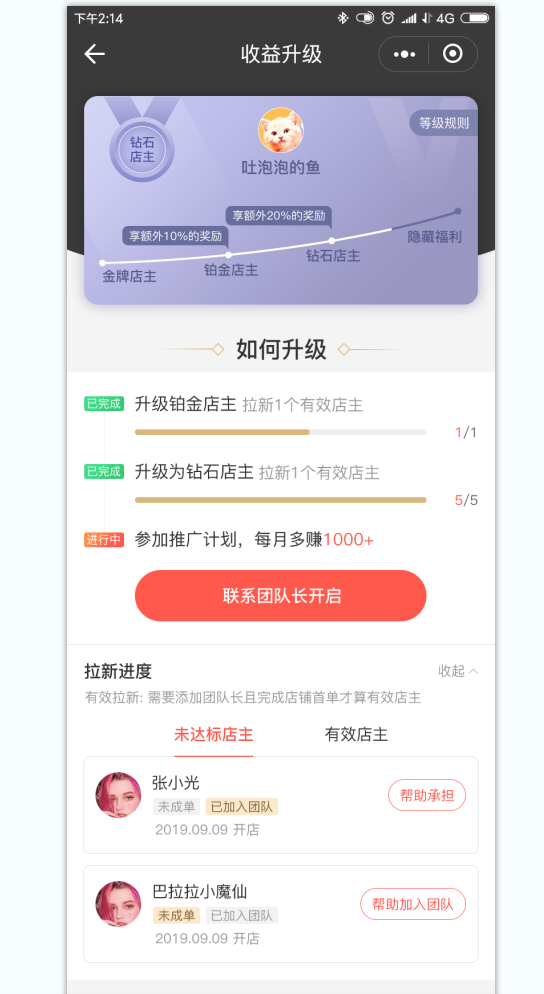 下午2:14
4G
收益升级
等级规则
钻石
店主
吐泡泡的鱼
享额外20%的奖励
享额外10%的奖励
隐藏福利
钻石店主
铂金店主
金牌店主
如何升级
已完成 升级铂金店主 拉新1个有效店主
1/1
已完成 升级为钻石店主 拉新1个有效店主
5/5
进行中 参加推广计划，每月多赚1000+
联系团队长开启
拉新进度 收起
有效拉新: 需要添加团队长且完成店铺首单才算有效店主
未达标店主 有效店主
张小光
未成单 已加入团队
帮助承担
2019.09.09 开店
巴拉拉小魔仙
未成单 已加入团队
帮助加入团队
2019.09.09 开店